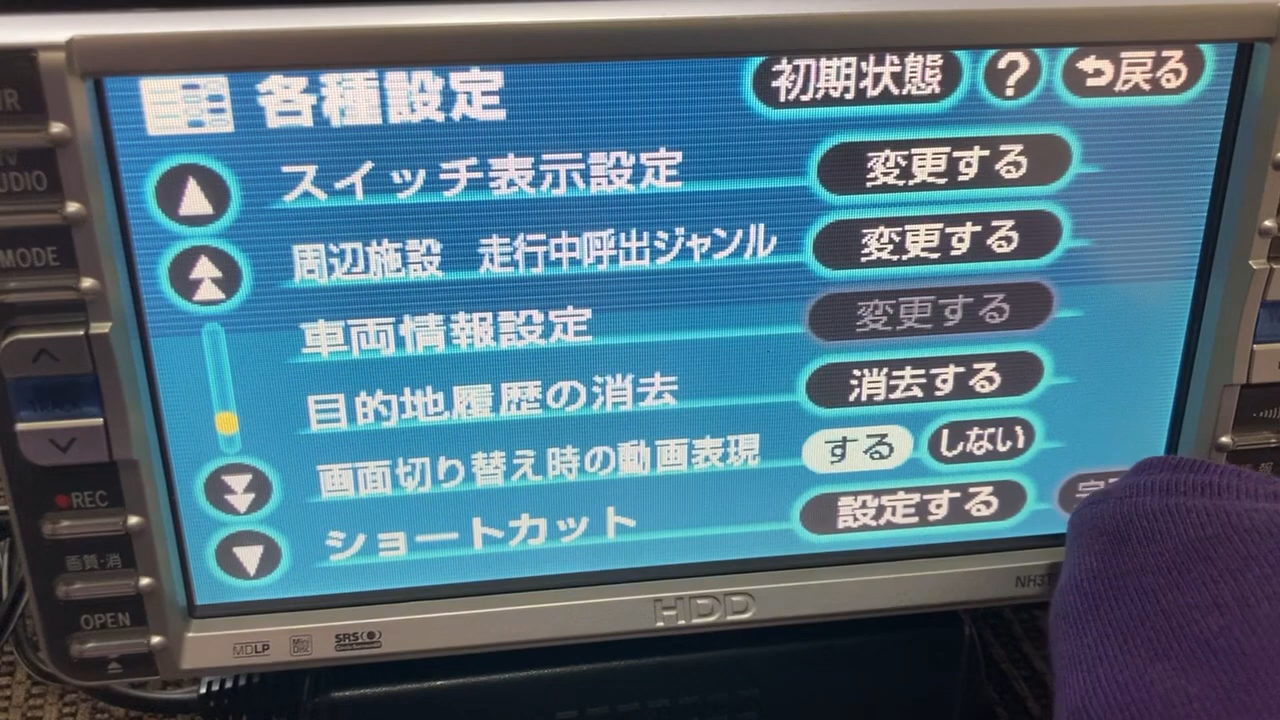 各種設定 初期状態 ? 戻る
スイッチ表示設定 変更する
周辺施設 走行中呼出ジャンル 変更する
車両情報設定 変更する
目的地履歴の消去 消去する
画面切り替え時の動画表現 する しない
ショートカット 設定する
MODE
REC
画質・消
OPEN
HDD
NH3T
MDLP
Mini Disc
SRS